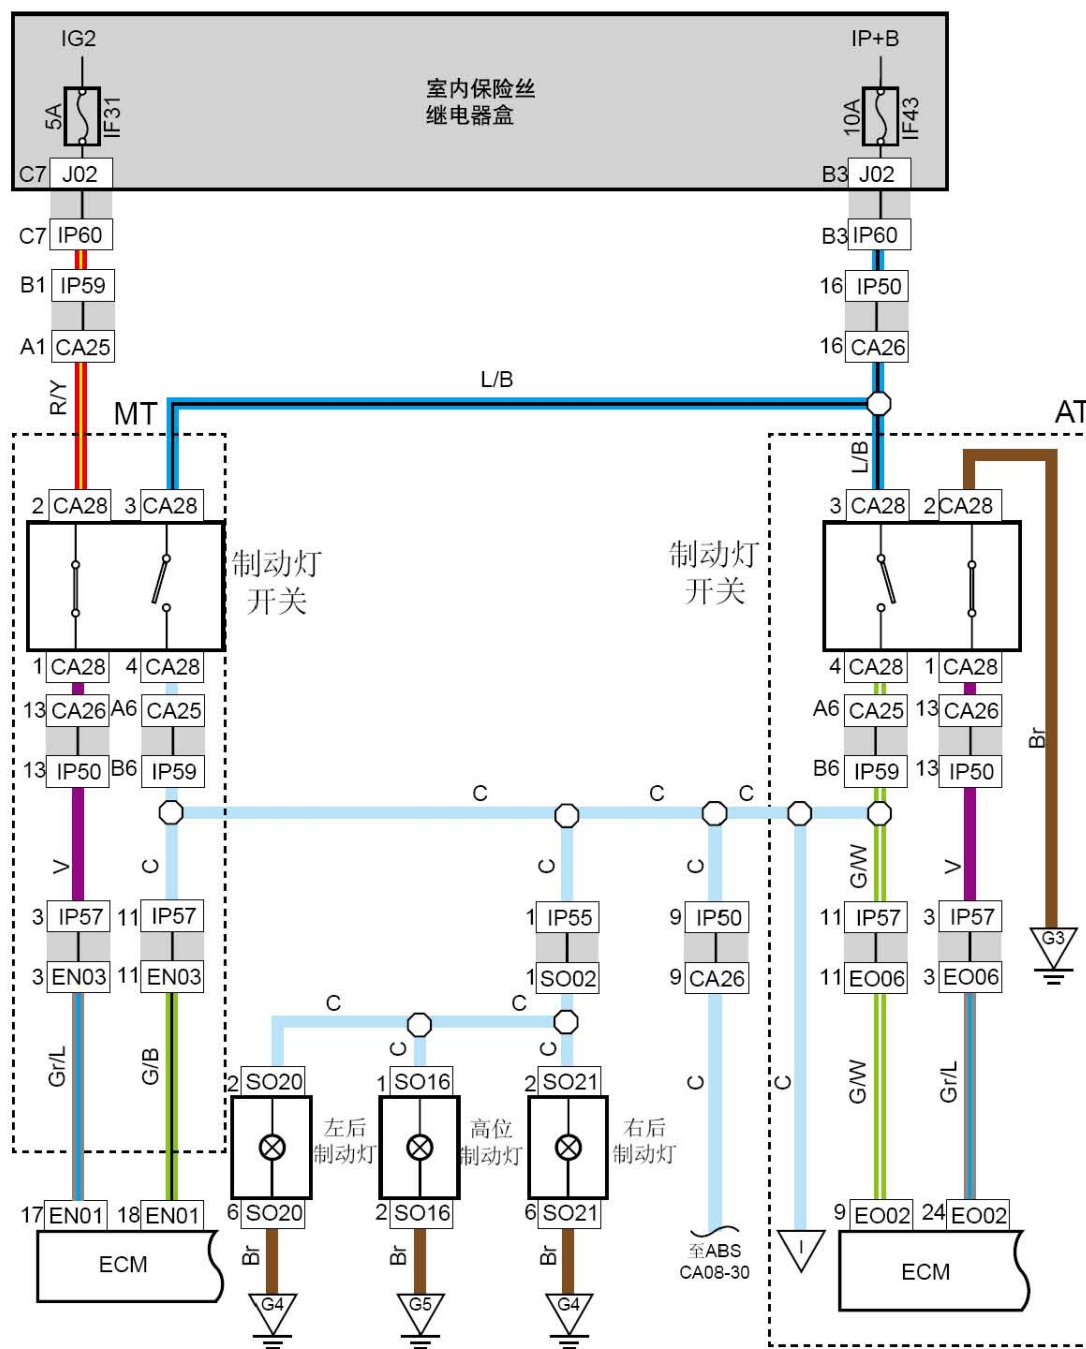 IG2
IP+B
5A
IF31
室内保险丝
继电器盒
10A
IF43
C7 J02
B3 J02
C7 IP60
B3 IP60
B1 IP59
16 IP50
A1 CA25
16 CA26
R/Y
MT
L/B
AT
L/B
2 CA28 3 CA28
3 CA28 2 CA28
制动灯
开关
制动灯
开关
1 CA28 4 CA28
4 CA28 1 CA28
13 CA26 A6 CA25
A6 CA25 13 CA26
Br
13 IP50 B6 IP59
B6 IP59 13 IP50
C C C
V C C C G/W V
3 IP57 11 IP57
1 IP55
9 IP50
11 IP57 3 IP57
G3
3 EN03 11 EN03
1 SO02
9 CA26
11 EO06 3 EO06
C C
Gr/L G/B C C C C G/W Gr/L
2 SO20 1 SO16 2 SO21
左后
制动灯
高位
制动灯
右后
制动灯
6 SO20 2 SO16 6 SO21
17 EN01 18 EN01
9 EO02 24 EO02
Br Br Br
至ABS
CA08-30
I
ECM
ECM
G4 G5 G4